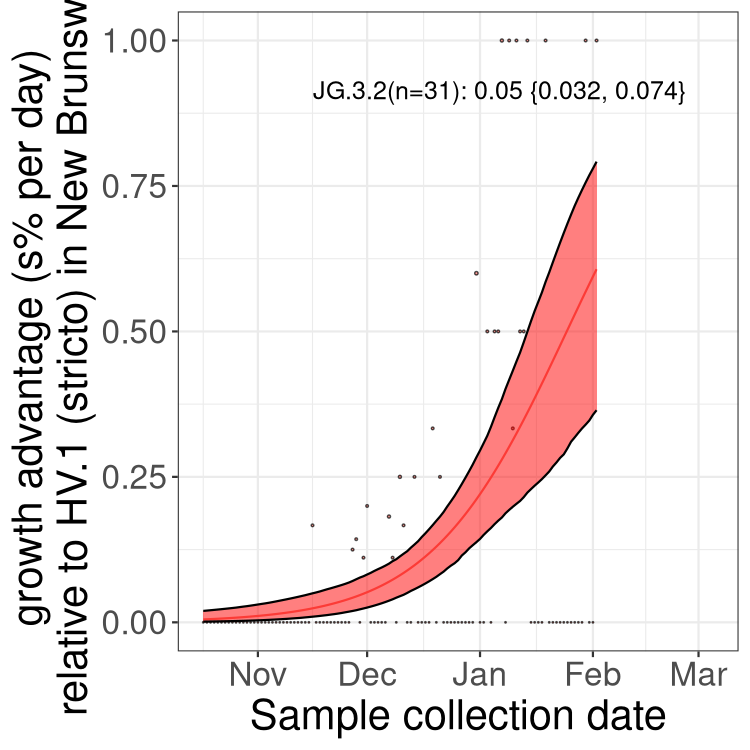 growth advantage (s% per day)
relative to HV.1 (stricto) in New Brunsw
1.00
0.75
0.50
0.25
0.00
JG.3.2(n=31): 0.05 {0.032, 0.074}
Nov Dec Jan Feb Mar
Sample collection date